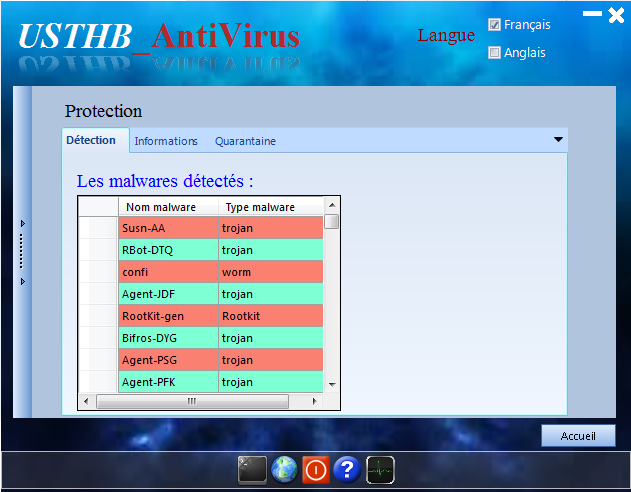 USTHB_AntiVirus
Langue
Français
Anglais
Protection
Détection Informations Quarantaine
Les malwares détectés :
Nom malware Type malware
Susn-AA trojan
RBot-DTQ trojan
confi worm
Agent-JDF trojan
RootKit-gen Rootkit
Bifros-DYG trojan
Agent-PSG trojan
Agent-PFK trojan
Accueil